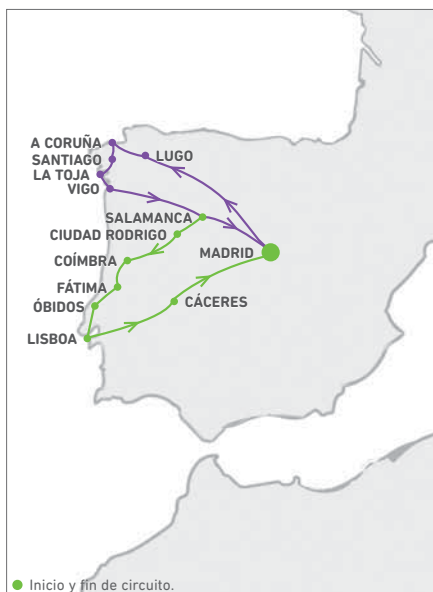 A CORUÑA
LUGO
SANTIAGO
LA TOJA
VIGO
SALAMANCA
CIUDAD RODRIGO
MADRID
COÍMBRA
FÁTIMA
CÁCERES
ÓBIDOS
LISBOA
Inicio y fin de circuito.